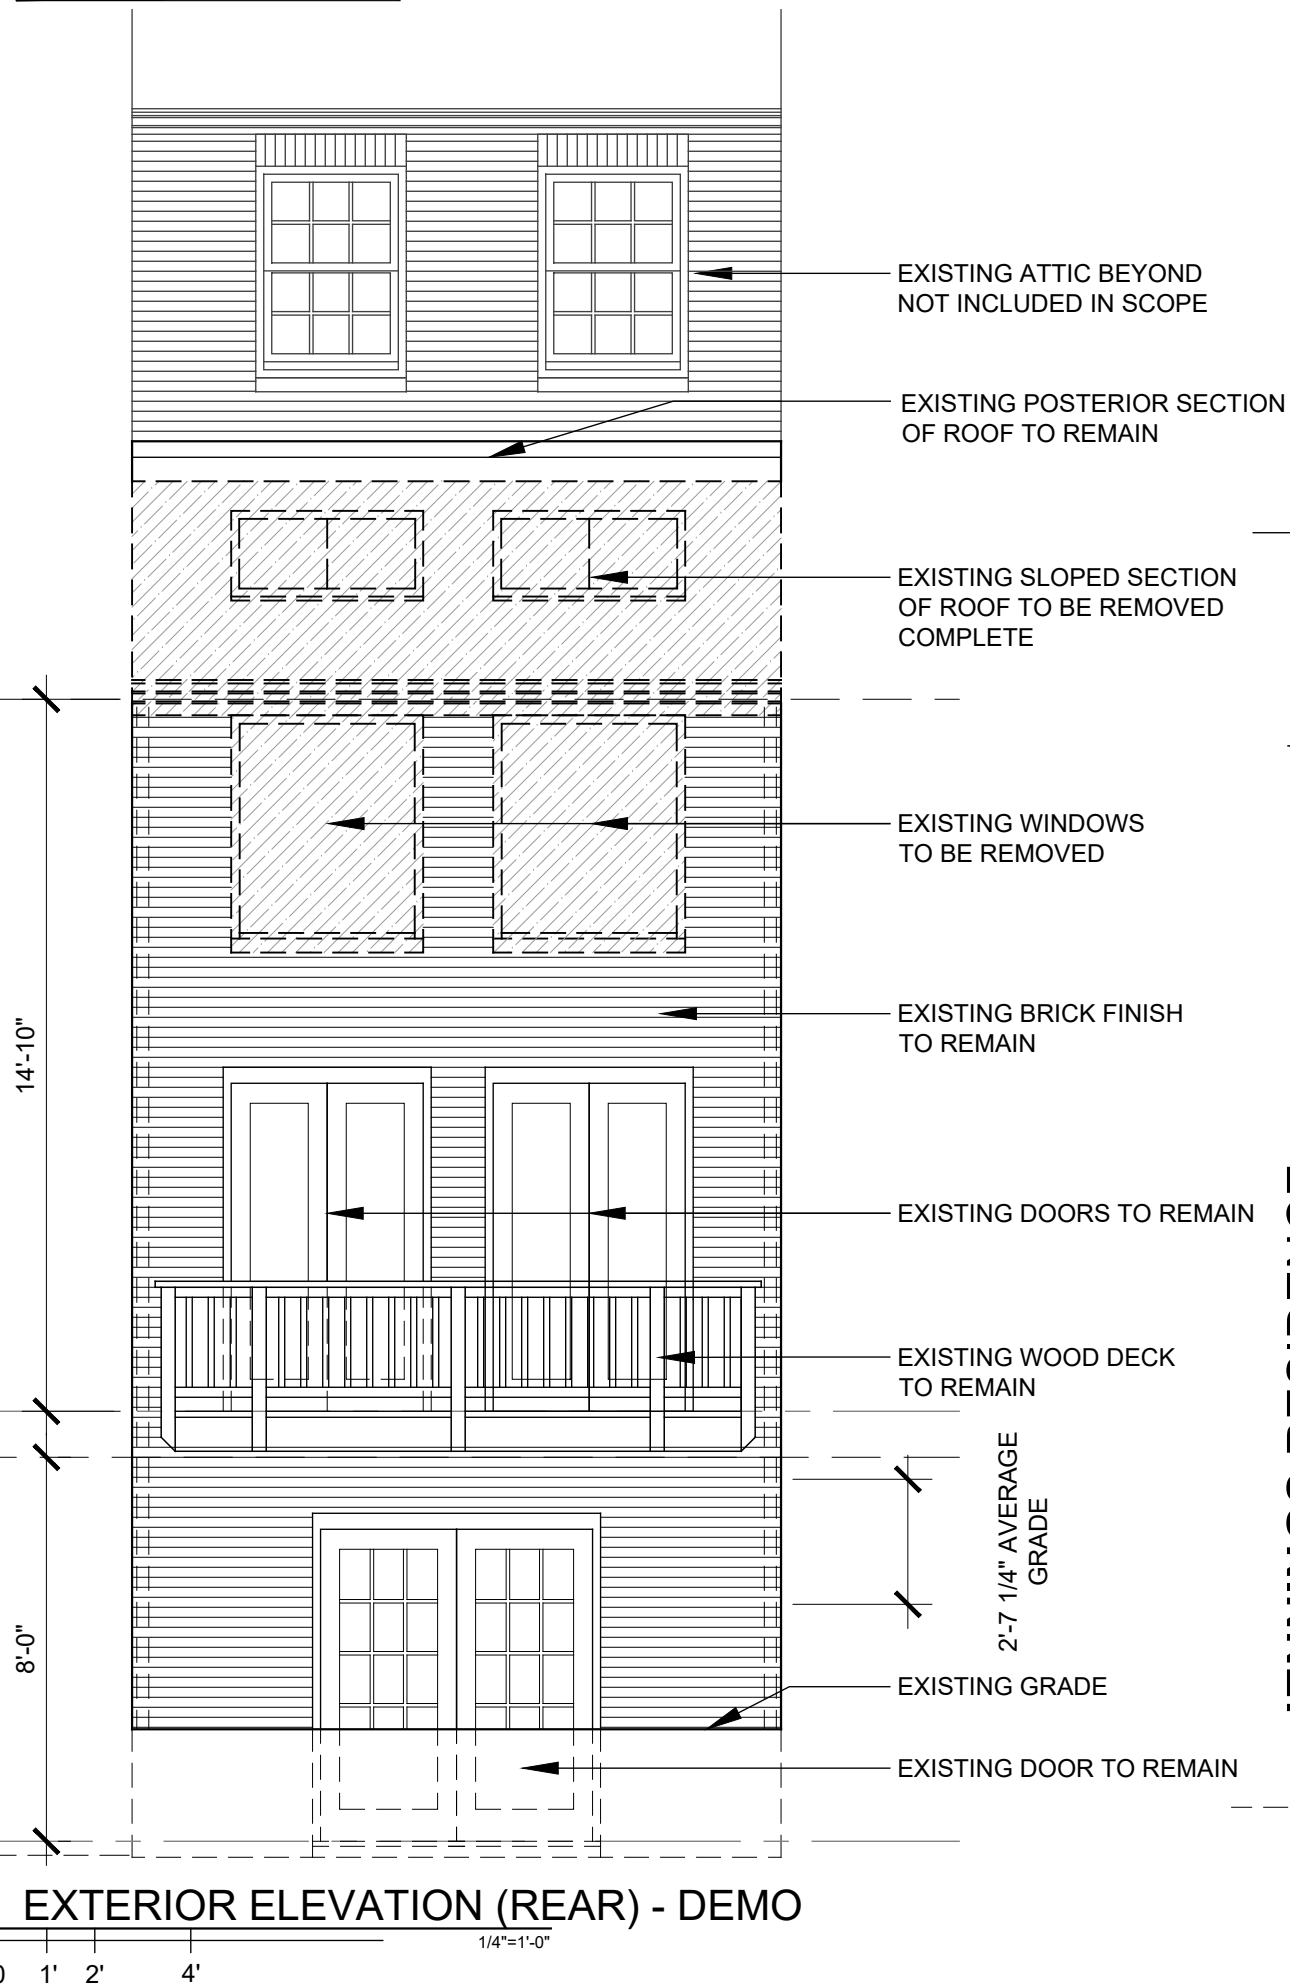 EXISTING ATTIC BEYOND
NOT INCLUDED IN SCOPE
EXISTING POSTERIOR SECTION
OF ROOF TO REMAIN
EXISTING SLOPED SECTION
OF ROOF TO BE REMOVED
COMPLETE
EXISTING WINDOWS
TO BE REMOVED
EXISTING BRICK FINISH
TO REMAIN
14'-10"
EXISTING DOORS TO REMAIN
EXISTING WOOD DECK
TO REMAIN
2'-7 1/4" AVERAGE
GRADE
8'-0"
EXISTING GRADE
EXISTING DOOR TO REMAIN
EXTERIOR ELEVATION (REAR) - DEMO
1/4"=1'-0"
0 1' 2' 4'